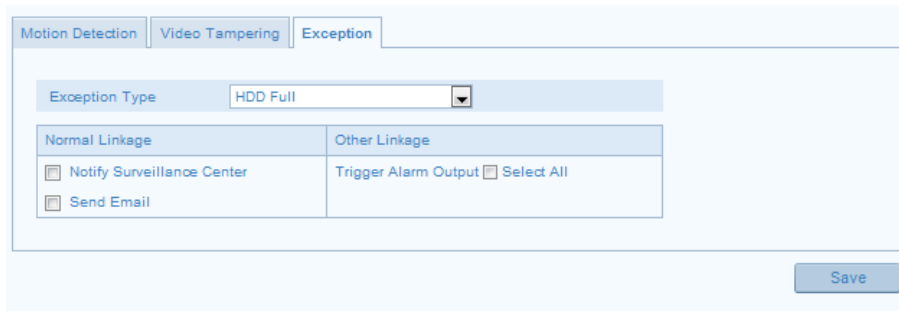 Motion Detection Video Tampering Exception
Exception Type HDD Full
Normal Linkage Other Linkage
Notify Surveillance Center Trigger Alarm Output Select All
Send Email
Save